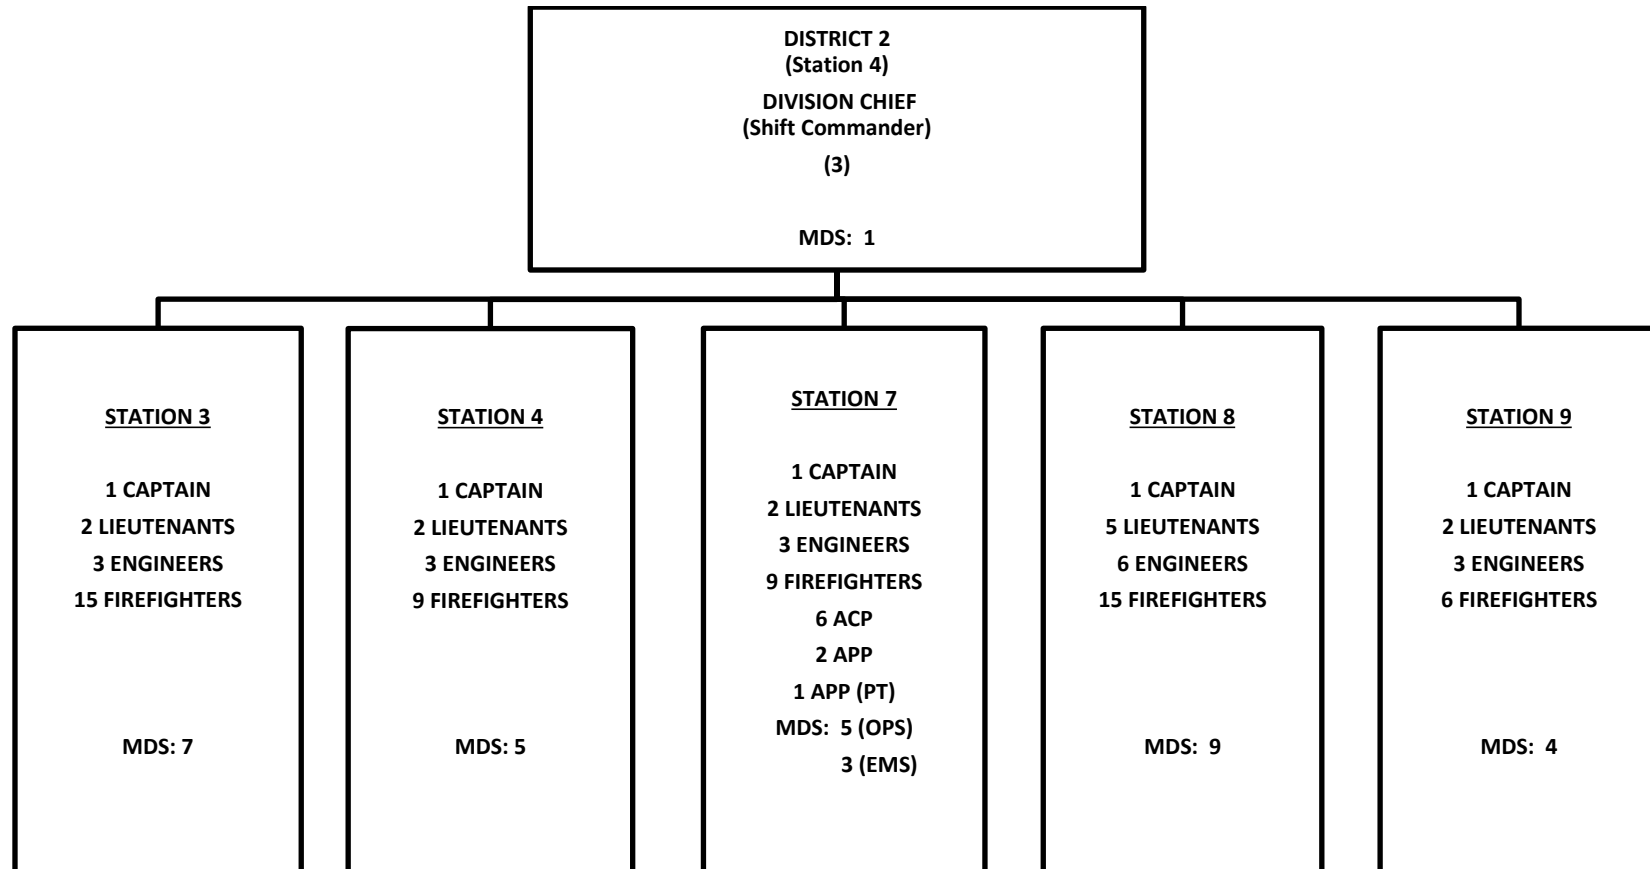 DISTRICT 2
(Station 4)
DIVISION CHIEF
(Shift Commander)
(3)
MDS: 1
STATION 3
1 CAPTAIN
2 LIEUTENANTS
3 ENGINEERS
15 FIREFIGHTERS
MDS: 7
STATION 4
1 CAPTAIN
2 LIEUTENANTS
3 ENGINEERS
9 FIREFIGHTERS
MDS: 5
STATION 7
1 CAPTAIN
2 LIEUTENANTS
3 ENGINEERS
9 FIREFIGHTERS
6 ACP
2 APP
1 APP (PT)
MDS: 5 (OPS)
3 (EMS)
STATION 8
1 CAPTAIN
5 LIEUTENANTS
6 ENGINEERS
15 FIREFIGHTERS
MDS: 9
STATION 9
1 CAPTAIN
2 LIEUTENANTS
3 ENGINEERS
6 FIREFIGHTERS
MDS: 4